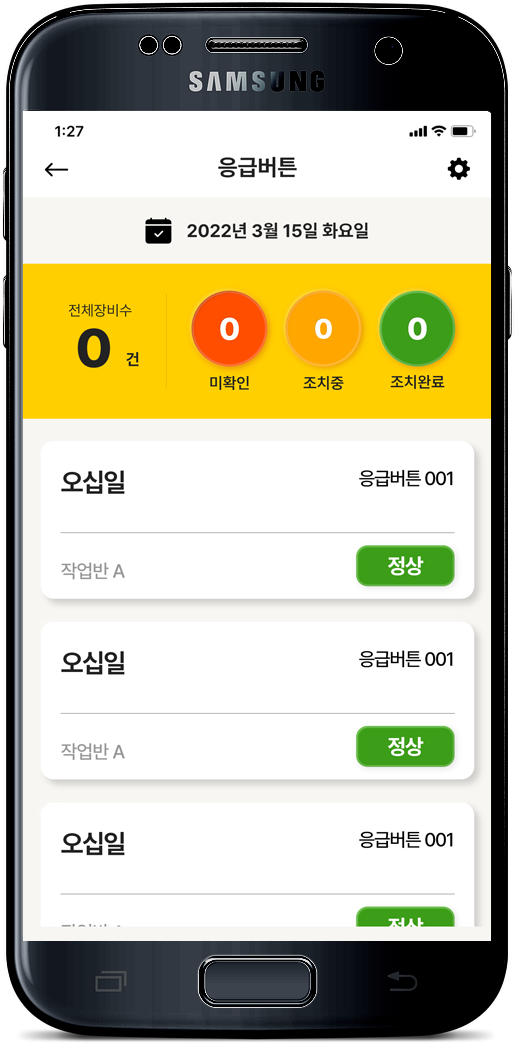 SAMSUNG
1:27
응급버튼
2022년 3월 15일 화요일
전체장비수
0 건
0 0 0
미확인 조치중 조치완료
오십일 응급버튼 001
작업반 A 정상
오십일 응급버튼 001
작업반 A 정상
오십일 응급버튼 001
작업반 A 정상